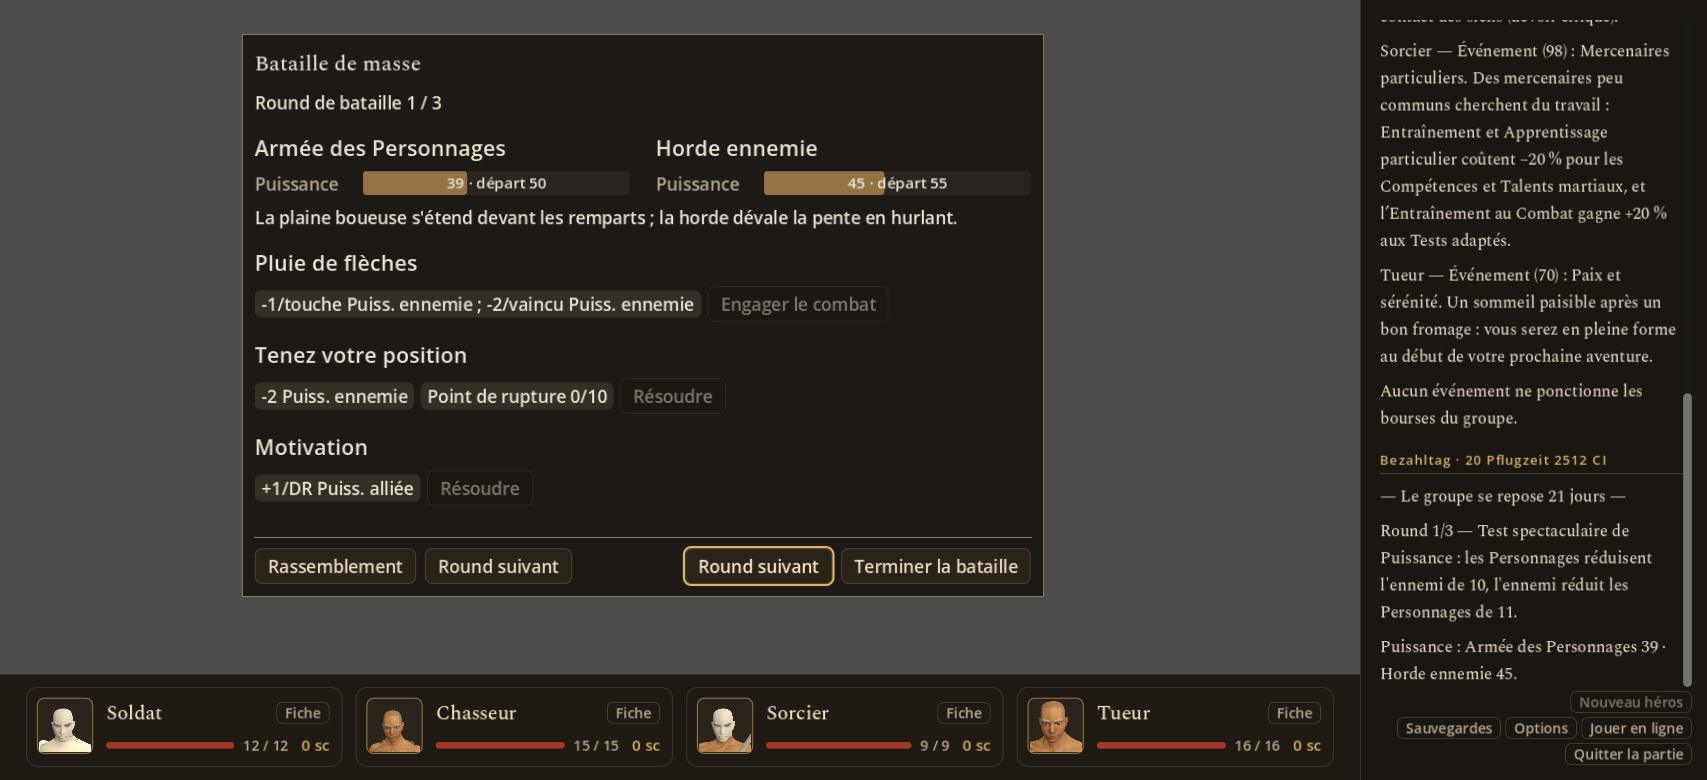 Bataille de masse
Round de bataille 1 / 3
Armée des Personnages
Puissance 39 · départ 50
Horde ennemie
Puissance 45 · départ 55
La plaine boueuse s'étend devant les remparts ; la horde dévale la pente en hurlant.
Pluie de flèches
-1/touche Puiss. ennemie ; -2/vaincu Puiss. ennemie Engager le combat
Tenez votre position
-2 Puiss. ennemie Point de rupture 0/10 Résoudre
Motivation
+1/DR Puiss. alliée Résoudre
Rassemblement Round suivant Round suivant Terminer la bataille
Soldat Fiche
12 / 12 0 sc
Chasseur Fiche
15 / 15 0 sc
Sorcier Fiche
9 / 9 0 sc
Tueur Fiche
16 / 16 0 sc
Sorcier — Événement (98) : Mercenaires
particuliers. Des mercenaires peu
communs cherchent du travail :
Entraînement et Apprentissage
particulier coûtent −20 % pour les
Compétences et Talents martiaux, et
l’Entraînement au Combat gagne +20 %
aux Tests adaptés.
Tueur — Événement (70) : Paix et
sérénité. Un sommeil paisible après un
bon fromage : vous serez en pleine forme
au début de votre prochaine aventure.
Aucun événement ne ponctionne les
bourses du groupe.
Bezahltag · 20 Pflugzeit 2512 CI
— Le groupe se repose 21 jours —
Round 1/3 — Test spectaculaire de
Puissance : les Personnages réduisent
l'ennemi de 10, l'ennemi réduit les
Personnages de 11.
Puissance : Armée des Personnages 39 ·
Horde ennemie 45.
Nouveau héros
Sauvegardes Options Jouer en ligne
Quitter la partie